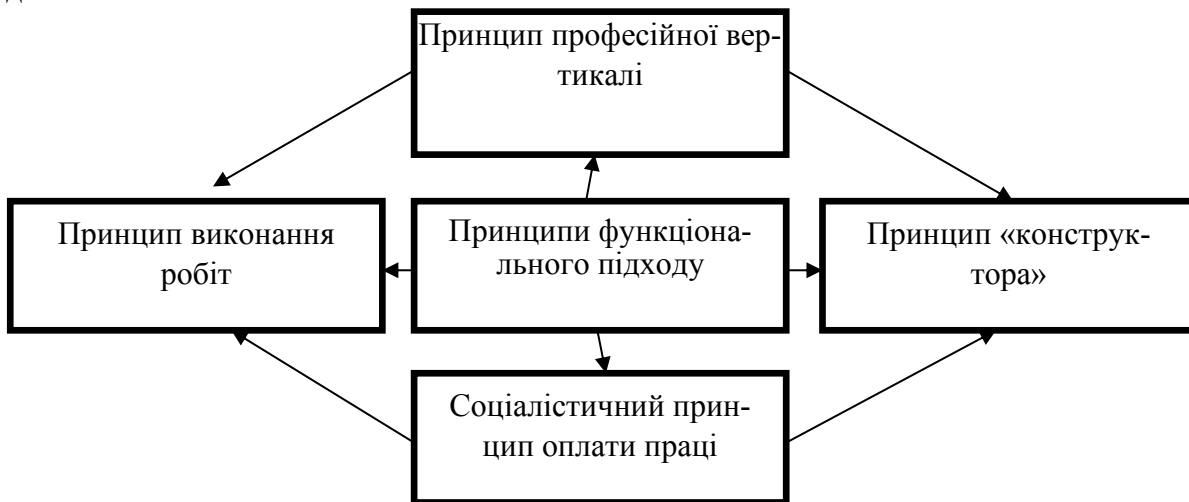 Принцип професійної вер-
тикалі
Принцип виконання
робіт
Принципи функціона-
льного підходу
Принцип «конструк-
тора»
Соціалістичний прин-
цип оплати праці